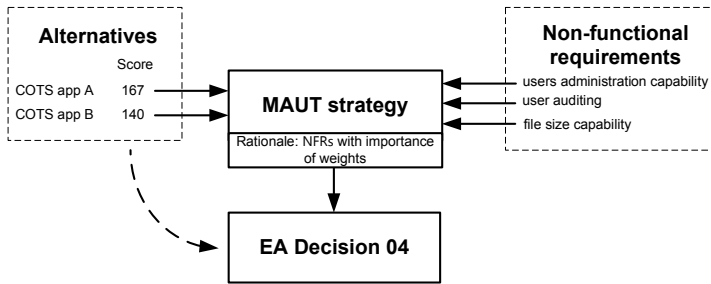 Alternatives
Score
COTS app A 167
COTS app B 140
MAUT strategy
Rationale: NFRs with importance
of weights
Non-functional
requirements
users administration capability
user auditing
file size capability
EA Decision 04